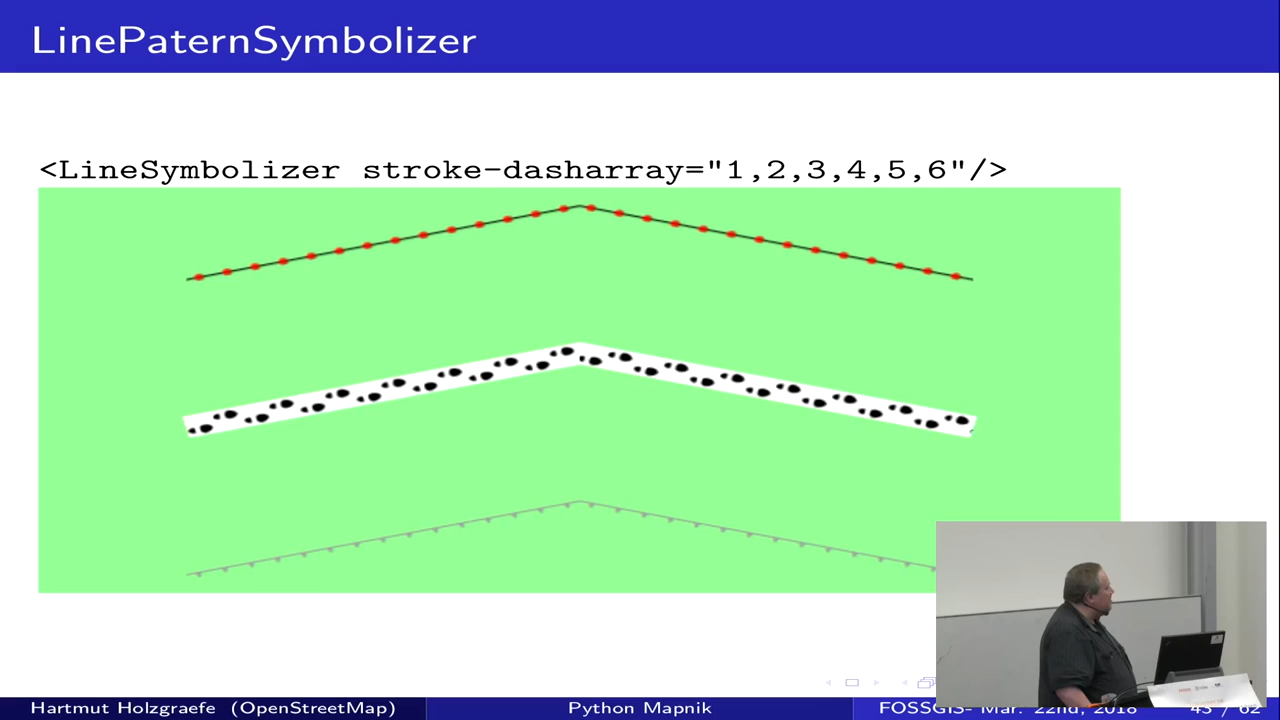 LinePaternSymbolizer
<LineSymbolizer stroke-dasharray="1,2,3,4,5,6"/>
Hartmut Holzgraefe (OpenStreetMap) Python Mapnik FOSSGIS- Mar. 22nd, 2018 43 / 62